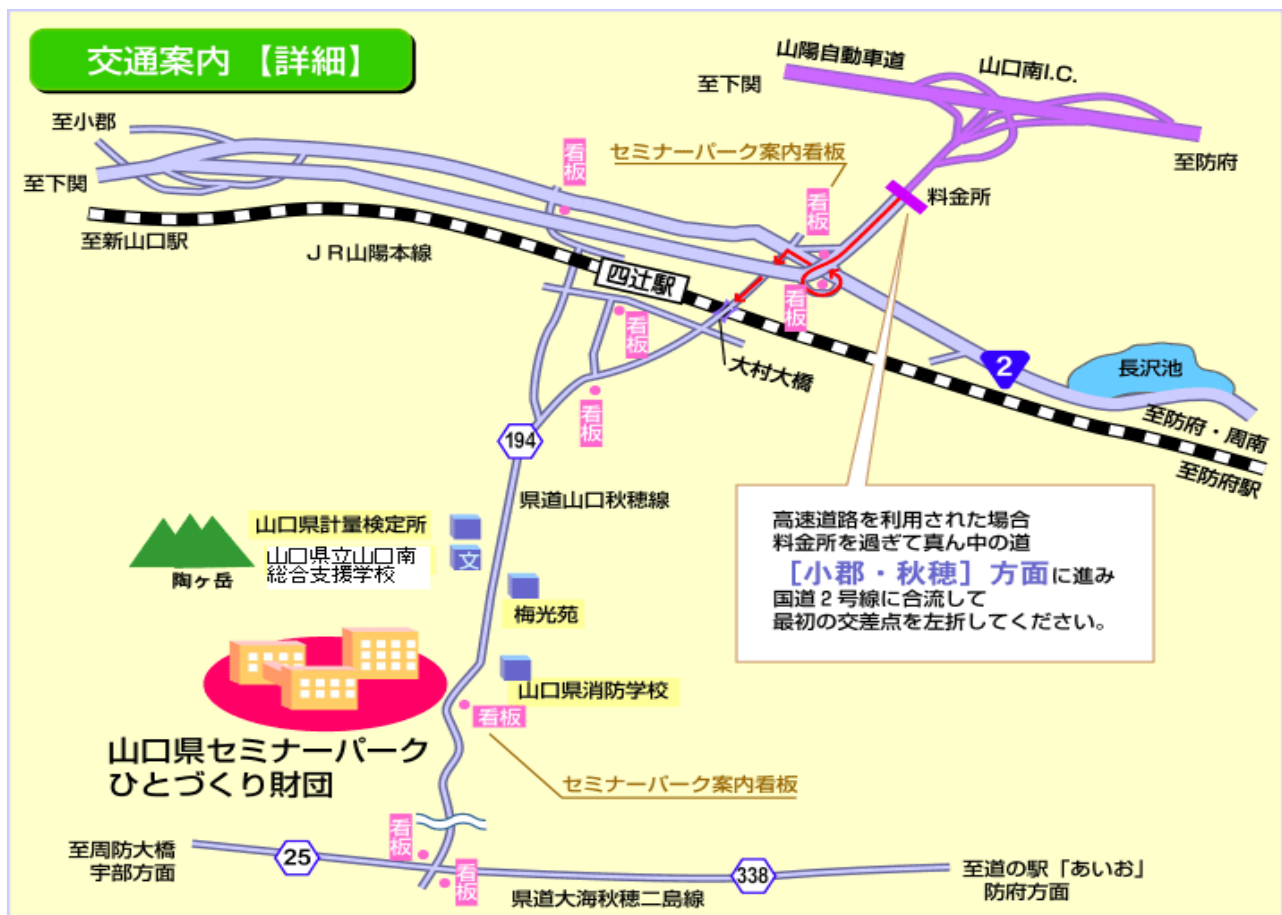 交通案内【詳細】
山陽自動車道
山口南I.C.
至下関
至小郡
セミナーパーク案内看板
看板
至防府
至下関
看板
料金所
至新山口駅
ＪＲ山陽本線
四辻駅
看板
看板
大村大橋
2
長沢池
看板
至防府・周南
194
至防府駅
県道山口秋穂線
高速道路を利用された場合
料金所を過ぎて真ん中の道
［小郡・秋穂］方面に進み
国道２号線に合流して
最初の交差点を左折してください。
山口県計量検定所
山口県立山口南
総合支援学校
文
陶ヶ岳
梅光苑
山口県消防学校
看板
山口県セミナーパーク
ひとづくり財団
セミナーパーク案内看板
看板
至周防大橋
宇部方面
25
看板
338
県道大海秋穂二島線
至道の駅「あいお」
防府方面